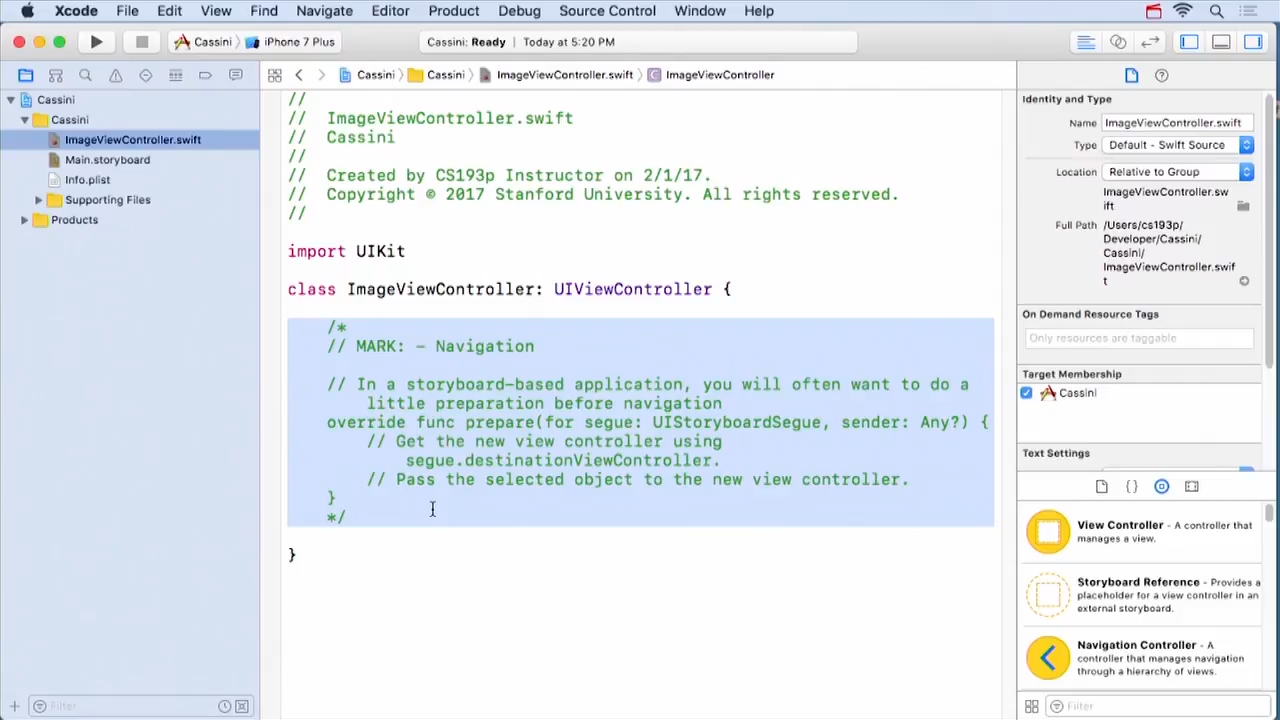 Xcode File Edit View Find Navigate Editor Product Debug Source Control Window Help
Cassini iPhone 7 Plus Cassini: Ready Today at 5:20 PM
Cassini Cassini ImageViewController.swift C ImageViewController
Cassini
Cassini
ImageViewController.swift
Main.storyboard
Info.plist
Supporting Files
Products
Filter
//
// ImageViewController.swift
// Cassini
//
// Created by CS193p Instructor on 2/1/17.
// Copyright © 2017 Stanford University. All rights reserved.
//
import UIKit
class ImageViewController: UIViewController {
/*
// MARK: - Navigation
// In a storyboard-based application, you will often want to do a
little preparation before navigation
override func prepare(for segue: UIStoryboardSegue, sender: Any?) {
// Get the new view controller using
segue.destinationViewController.
// Pass the selected object to the new view controller.
}
*/
}
Identity and Type
Name ImageViewController.swift
Type Default - Swift Source
Location Relative to Group
ImageViewController.sw
ift
Full Path /Users/cs193p/
Developer/Cassini/
Cassini/
ImageViewController.swif
t
On Demand Resource Tags
Only resources are taggable
Target Membership
Cassini
Text Settings
{ }
View Controller - A controller that
manages a view.
Storyboard Reference - Provides a
placeholder for a view controller in an
external storyboard.
Navigation Controller - A
controller that manages navigation
through a hierarchy of views.
Filter